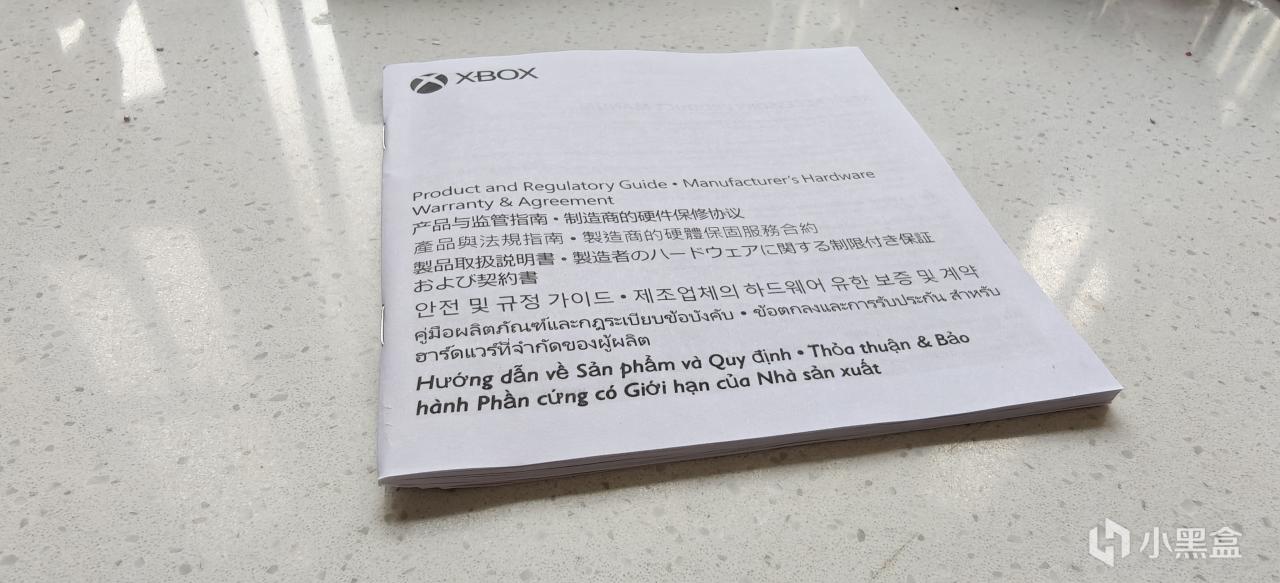 XBOX
Product and Regulatory Guide • Manufacturer's Hardware
Warranty & Agreement
产品与监管指南 • 制造商的硬件保修协议
產品與法規指南 • 製造商的硬體保固服務合約
製品取扱説明書 • 製造者のハードウェアに関する制限付き保証
および契約書
안전 및 규정 가이드 • 제조업체의 하드웨어 유한 보증 및 계약
คู่มือผลิตภัณฑ์และกฎระเบียบข้อบังคับ • ข้อตกลงและการรับประกัน สำหรับ
ฮาร์ดแวร์ที่จำกัดของผู้ผลิต
Hướng dẫn về Sản phẩm và Quy định • Thỏa thuận & Bảo
hành Phần cứng có Giới hạn của Nhà sản xuất
小黑盒